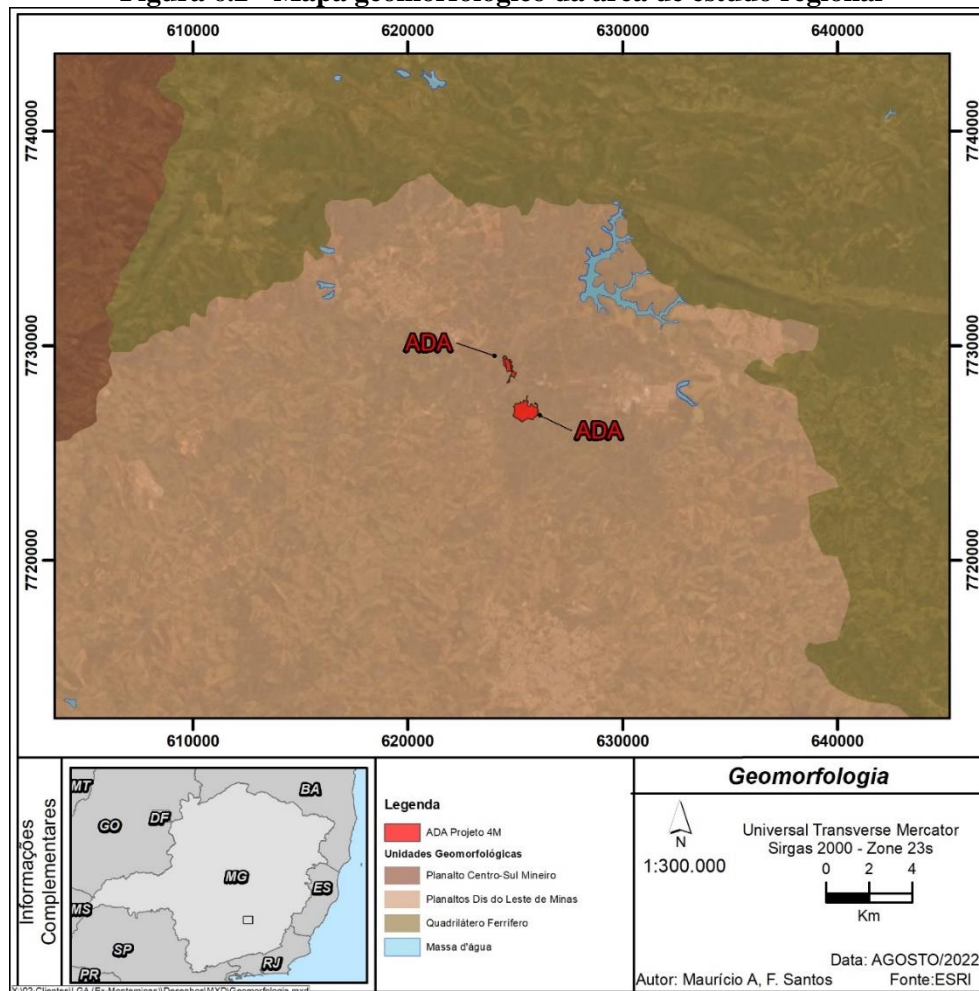 Figura 6.2 - Mapa geomorfológico da área de estudo regional
610000 620000 630000 640000
7740000 7740000
7730000 7730000
7720000 7720000
ADA
ADA
610000 620000 630000 640000
Informações Complementares
MT
BA
GO
DF
MG
ES
MS
SP
RJ
PR
Legenda
ADA Projeto 4M
Unidades Geomorfológicas
Planalto Centro-Sul Mineiro
Planaltos Dis do Leste de Minas
Quadrilátero Ferrífero
Massa d'água
Geomorfologia
N
1:300.000
Universal Transverse Mercator
Sirgas 2000 - Zone 23s
0 2 4
Km
Data: AGOSTO/2022
Autor: Maurício A, F. Santos Fonte:ESRI